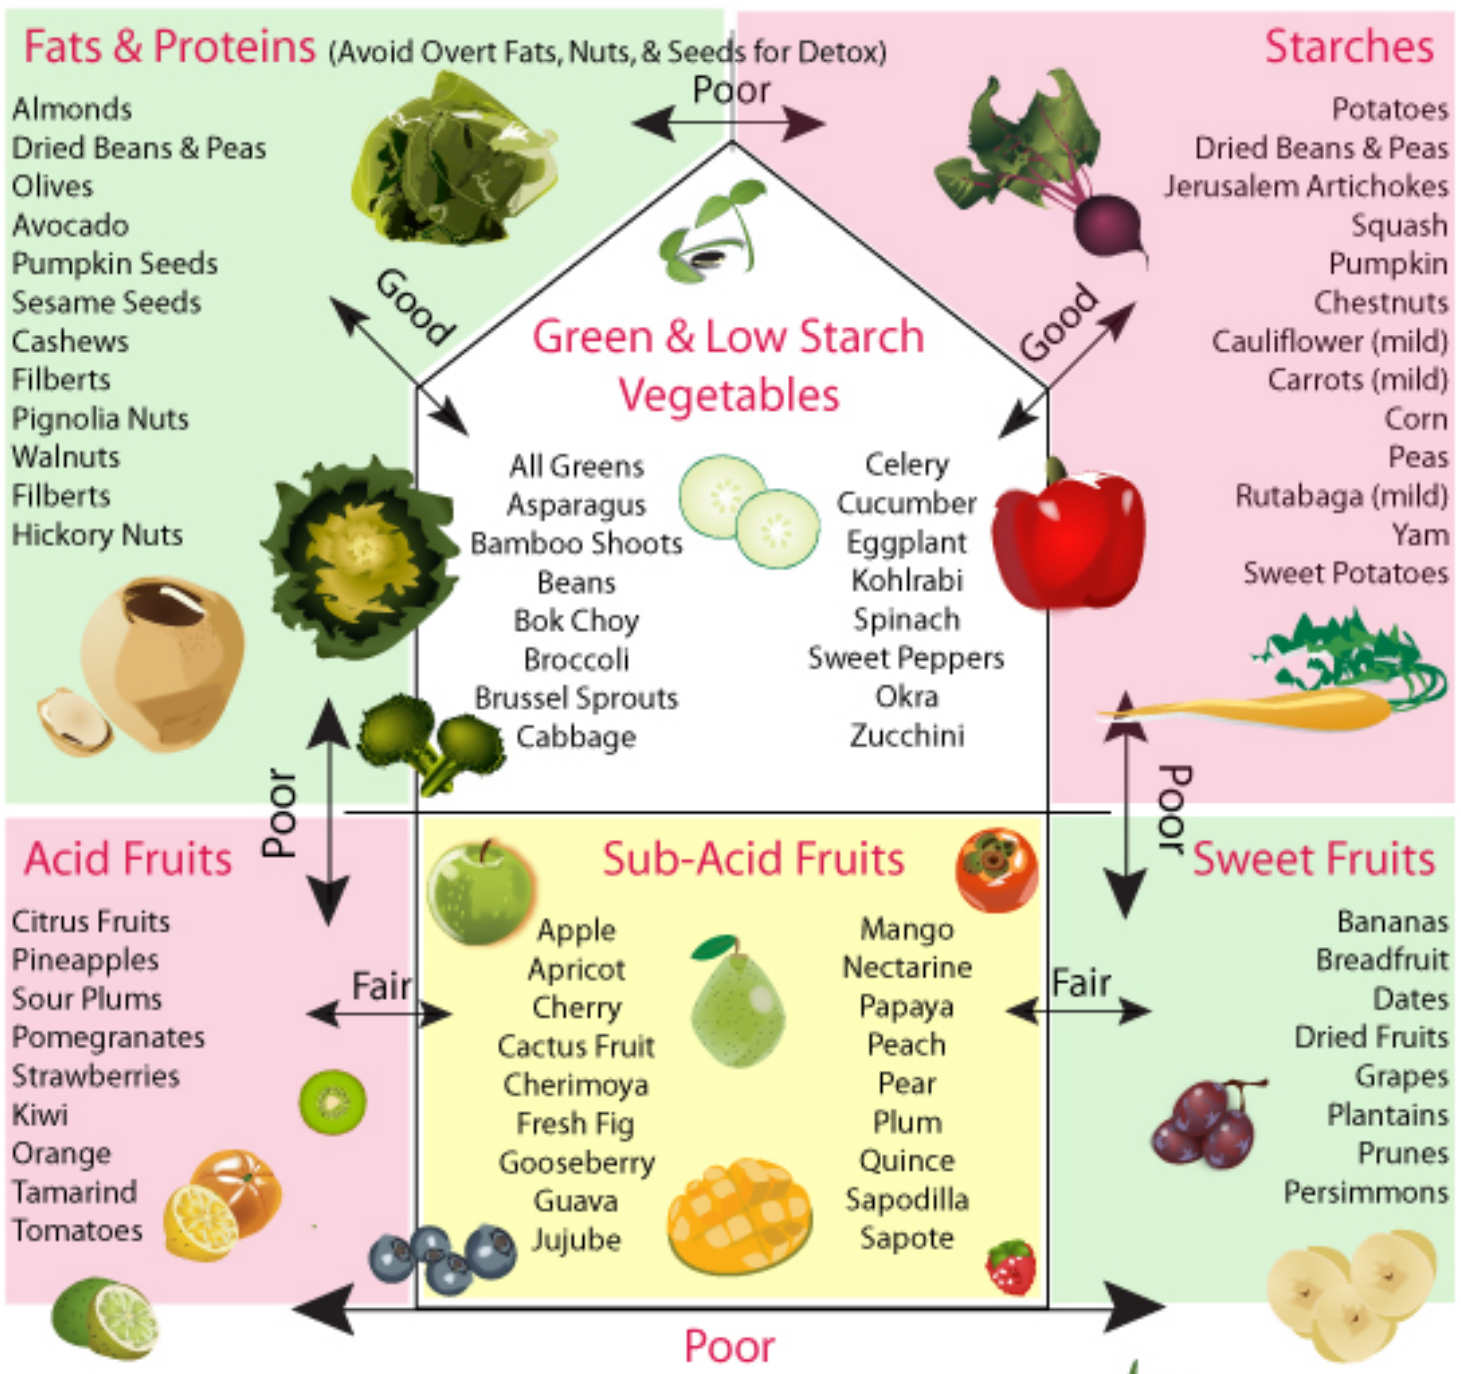 Fats & Proteins (Avoid Overt Fats, Nuts, & Seeds for Detox)
Almonds
Dried Beans & Peas
Olives
Avocado
Pumpkin Seeds
Sesame Seeds
Cashews
Filberts
Pignolia Nuts
Walnuts
Filberts
Hickory Nuts
Poor
Starches
Potatoes
Dried Beans & Peas
Jerusalem Artichokes
Squash
Pumpkin
Chestnuts
Cauliflower (mild)
Carrots (mild)
Corn
Peas
Rutabaga (mild)
Yam
Sweet Potatoes
Good
Good
Green & Low Starch
Vegetables
All Greens
Asparagus
Bamboo Shoots
Beans
Bok Choy
Broccoli
Brussel Sprouts
Cabbage
Celery
Cucumber
Eggplant
Kohlrabi
Spinach
Sweet Peppers
Okra
Zucchini
Poor
Poor
Acid Fruits
Citrus Fruits
Pineapples
Sour Plums
Pomegranates
Strawberries
Kiwi
Orange
Tamarind
Tomatoes
Fair
Sub-Acid Fruits
Apple
Apricot
Cherry
Cactus Fruit
Cherimoya
Fresh Fig
Gooseberry
Guava
Jujube
Mango
Nectarine
Papaya
Peach
Pear
Plum
Quince
Sapodilla
Sapote
Fair
Sweet Fruits
Bananas
Breadfruit
Dates
Dried Fruits
Grapes
Plantains
Prunes
Persimmons
Poor